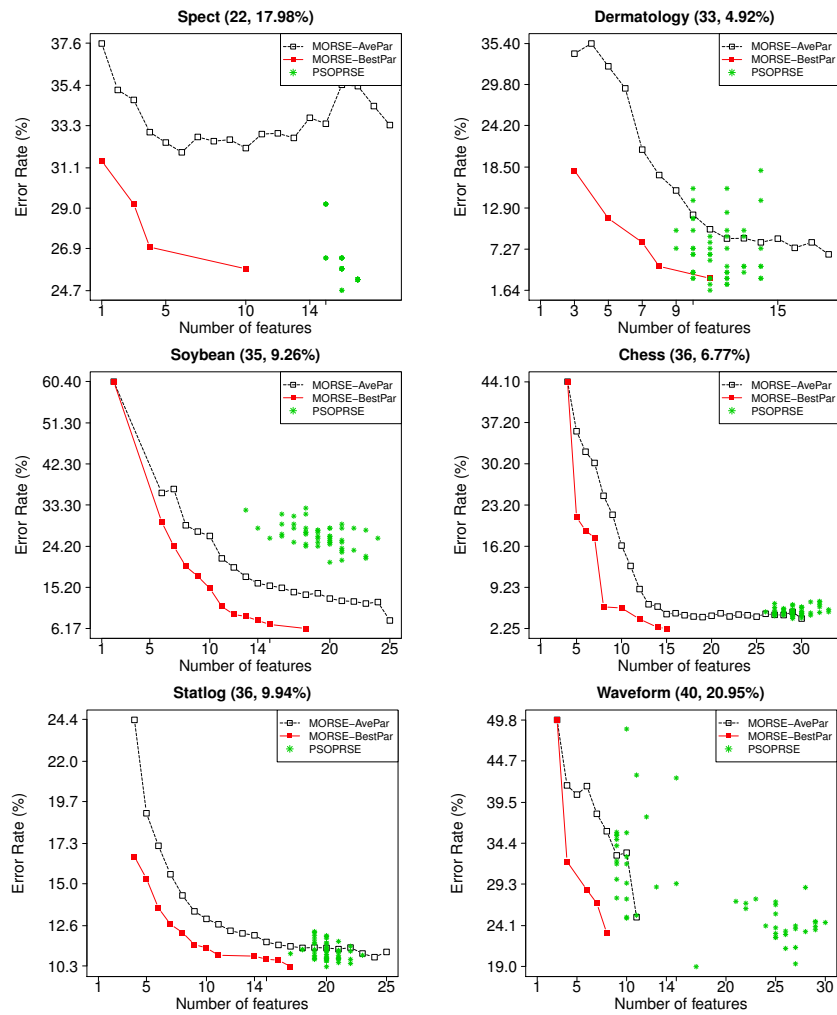 Spect (22, 17.98%)
37.6
35.4
33.3
31.1
29.0
26.9
24.7
Error Rate (%)
MORSE−AvePar
MORSE−BestPar
PSOPRSE
1
5
10
14
Number of features
Dermatology (33, 4.92%)
35.40
29.80
24.20
18.50
12.90
7.27
1.64
Error Rate (%)
MORSE−AvePar
MORSE−BestPar
PSOPRSE
1
3
5
7
9
15
Number of features
Soybean (35, 9.26%)
60.40
51.30
42.30
33.30
24.20
15.20
6.17
Error Rate (%)
MORSE−AvePar
MORSE−BestPar
PSOPRSE
1
5
10
14
20
25
Number of features
Chess (36, 6.77%)
44.10
37.20
30.20
23.20
16.20
9.23
2.25
Error Rate (%)
MORSE−AvePar
MORSE−BestPar
PSOPRSE
1
5
10
15
20
25
30
Number of features
Statlog (36, 9.94%)
24.4
22.0
19.7
17.3
15.0
12.6
10.3
Error Rate (%)
MORSE−AvePar
MORSE−BestPar
PSOPRSE
1
5
10
14
20
25
Number of features
Waveform (40, 20.95%)
49.8
44.7
39.5
34.4
29.3
24.1
19.0
Error Rate (%)
MORSE−AvePar
MORSE−BestPar
PSOPRSE
1
5
10
14
20
25
30
Number of features